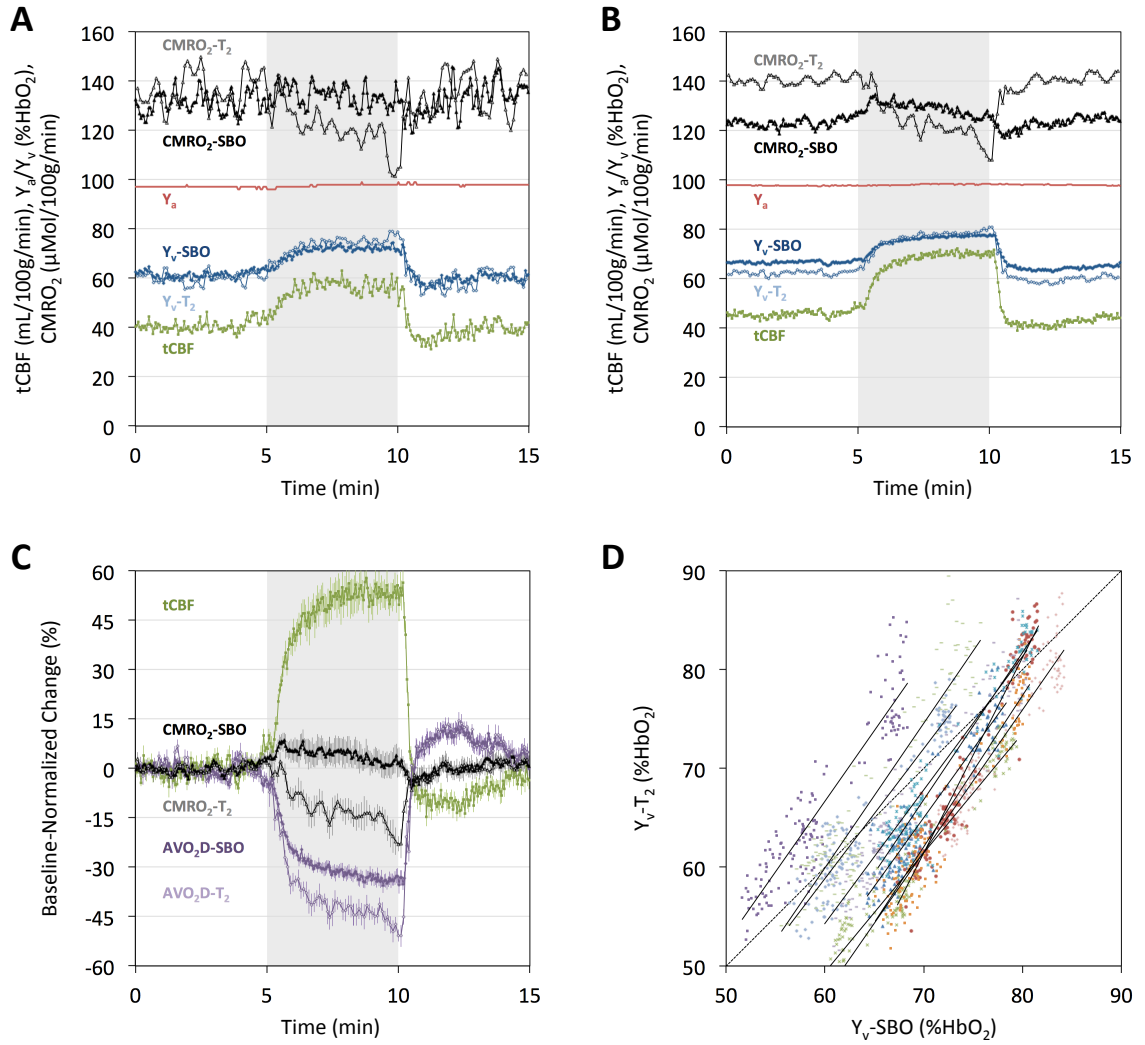 A
tCBF (mL/100g/min), Yₐ/Yᵥ (%HbO₂),
CMRO₂ (µMol/100g/min)
160
140
120
100
80
60
40
20
0
CMRO₂-T₂
CMRO₂-SBO
Yₐ
Yᵥ-SBO
Yᵥ-T₂
tCBF
0 5 10 15
Time (min)
B
tCBF (mL/100g/min), Yₐ/Yᵥ (%HbO₂),
CMRO₂ (µMol/100g/min)
160
140
120
100
80
60
40
20
0
CMRO₂-T₂
CMRO₂-SBO
Yₐ
Yᵥ-SBO
Yᵥ-T₂
tCBF
0 5 10 15
Time (min)
C
Baseline-Normalized Change (%)
60
45
30
15
0
-15
-30
-45
-60
tCBF
CMRO₂-SBO
CMRO₂-T₂
AVO₂D-SBO
AVO₂D-T₂
0 5 10 15
Time (min)
D
Yᵥ-T₂ (%HbO₂)
90
80
70
60
50
50 60 70 80 90
Yᵥ-SBO (%HbO₂)